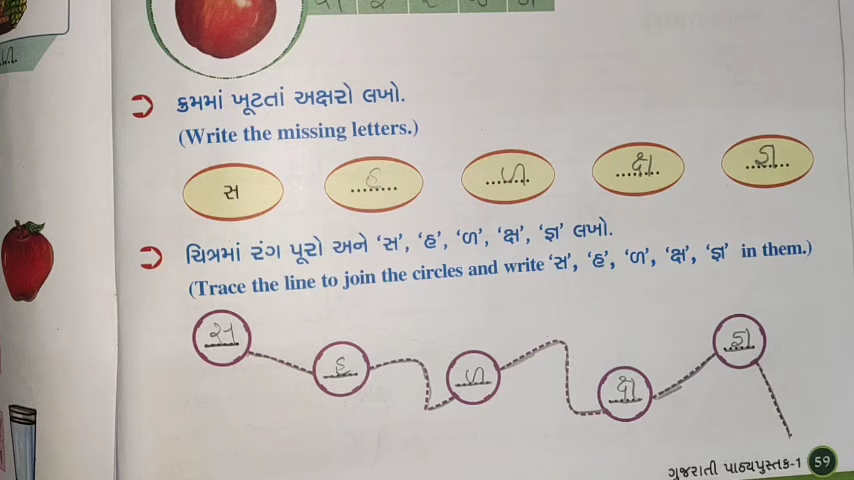 ક્રમમાં ખૂટતાં અક્ષરો લખો.
(Write the missing letters.)
સ હ ળ ક્ષ જ્ઞ
ચિત્રમાં રંગ પૂરો અને ‘સ’, ‘હ’, ‘ળ’, ‘ક્ષ’, ‘જ્ઞ’ લખો.
(Trace the line to join the circles and write ‘સ’, ‘હ’, ‘ળ’, ‘ક્ષ’, ‘જ્ઞ’ in them.)
સ હ ળ ક્ષ જ્ઞ
ગુજરાતી પાઠ્યપુસ્તક-1 59